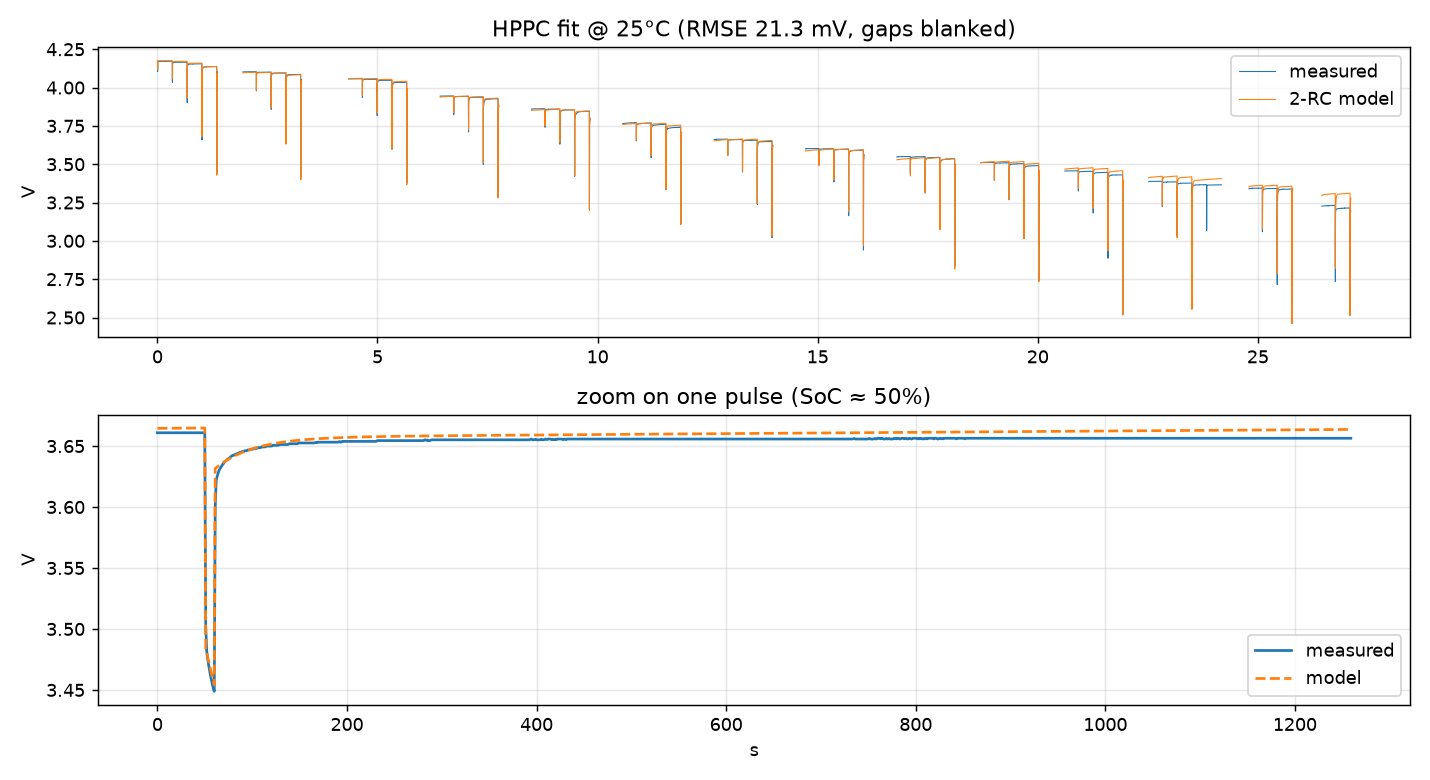 HPPC fit @ 25°C (RMSE 21.3 mV, gaps blanked)
4.25
4.00
3.75
3.50
3.25
3.00
2.75
2.50
V
measured
2-RC model
0 5 10 15 20 25
zoom on one pulse (SoC ≈ 50%)
3.65
3.60
3.55
3.50
3.45
V
measured
model
0 200 400 600 800 1000 1200
s